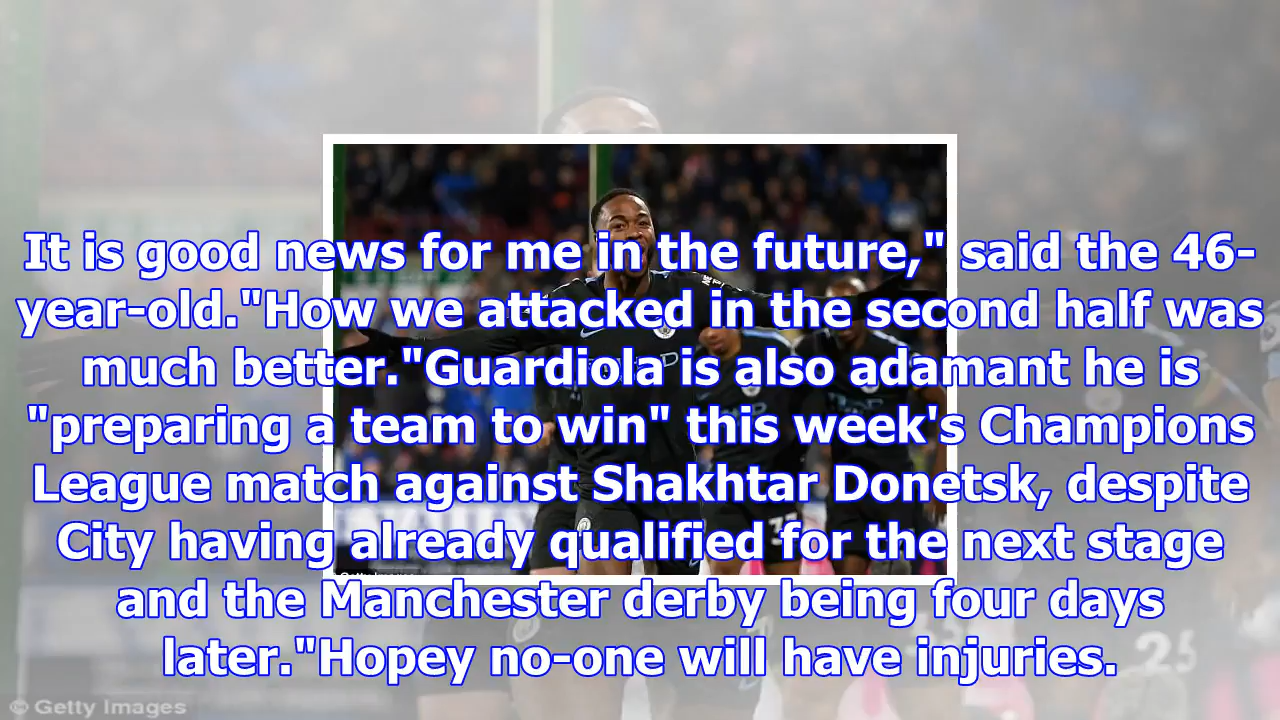 It is good news for me in the future," said the 46-
year-old."How we attacked in the second half was
much better."Guardiola is also adamant he is
"preparing a team to win" this week's Champions
League match against Shakhtar Donetsk, despite
City having already qualified for the next stage
and the Manchester derby being four days
later."Hopey no-one will have injuries.
25
© Getty Images